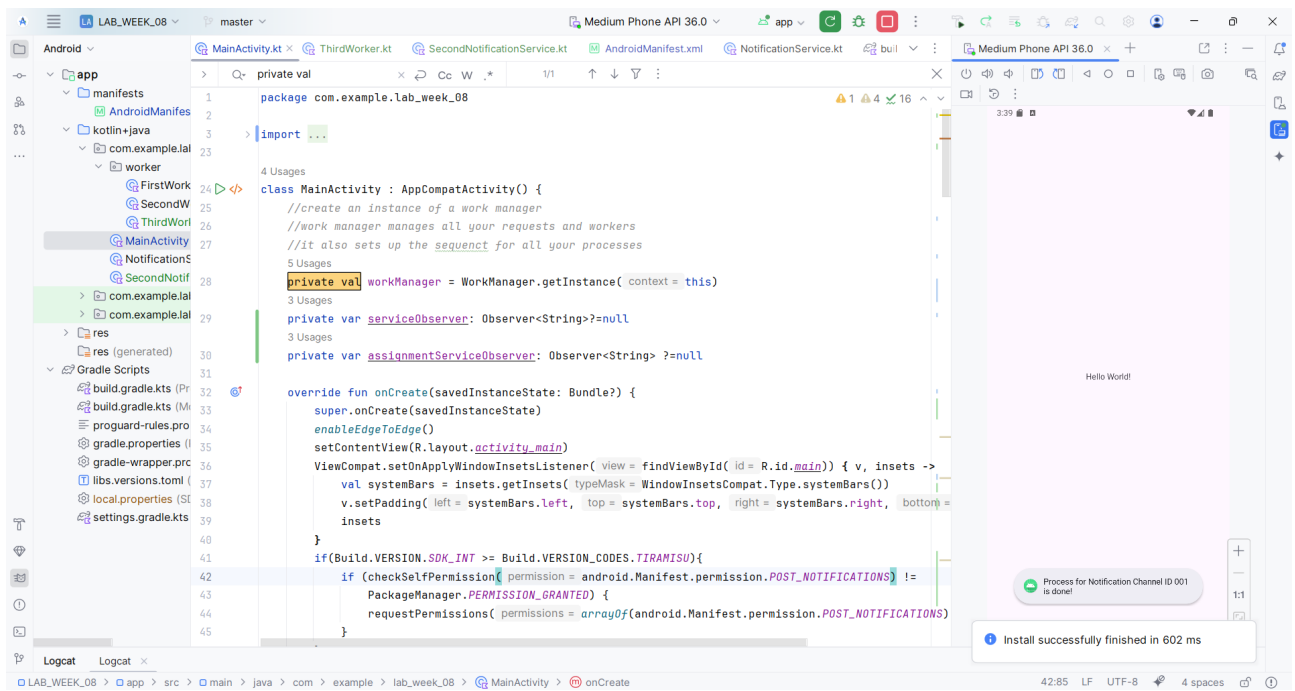 LA LAB_WEEK_08 master Medium Phone API 36.0 app
Android
MainActivity.kt ThirdWorker.kt SecondNotificationService.kt AndroidManifest.xml NotificationService.kt buil Medium Phone API 36.0
private val Cc W .* 1/1
app
manifests
AndroidManifes
kotlin+java
com.example.lal
worker
FirstWork
SecondW
ThirdWorl
MainActivity
NotificationS
SecondNotif
com.example.lal
com.example.lal
res
res (generated)
Gradle Scripts
build.gradle.kts (Pr
build.gradle.kts (Mo
proguard-rules.pro
gradle.properties (
gradle-wrapper.prc
libs.versions.toml (
local.properties (SD
settings.gradle.kts
1 package com.example.lab_week_08 1 4 16
2
3 import ...
23
4 Usages
24 class MainActivity : AppCompatActivity() {
25 //create an instance of a work manager
26 //work manager manages all your requests and workers
27 //it also sets up the sequenct for all your processes
5 Usages
28 private val workManager = WorkManager.getInstance( context = this)
3 Usages
29 private var serviceObserver: Observer<String>?=null
3 Usages
30 private var assignmentServiceObserver: Observer<String> ?=null
31
32 override fun onCreate(savedInstanceState: Bundle?) {
33 super.onCreate(savedInstanceState)
34 enableEdgeToEdge()
35 setContentView(R.layout.activity_main)
36 ViewCompat.setOnApplyWindowInsetsListener( view = findViewById( id = R.id.main)) { v, insets ->
37 val systemBars = insets.getInsets( typeMask = WindowInsetsCompat.Type.systemBars())
38 v.setPadding( left = systemBars.left, top = systemBars.top, right = systemBars.right, bottom =
39 insets
40 }
41 if(Build.VERSION.SDK_INT >= Build.VERSION_CODES.TIRAMISU){
42 if (checkSelfPermission( permission = android.Manifest.permission.POST_NOTIFICATIONS) !=
43 PackageManager.PERMISSION_GRANTED) {
44 requestPermissions( permissions = arrayOf(android.Manifest.permission.POST_NOTIFICATIONS)
45 }
3:39
Hello World!
Process for Notification Channel ID 001
is done!
1:1
Install successfully finished in 602 ms
Logcat Logcat
LAB_WEEK_08 > app > src > main > java > com > example > lab_week_08 > MainActivity > onCreate 42:85 LF UTF-8 4 spaces